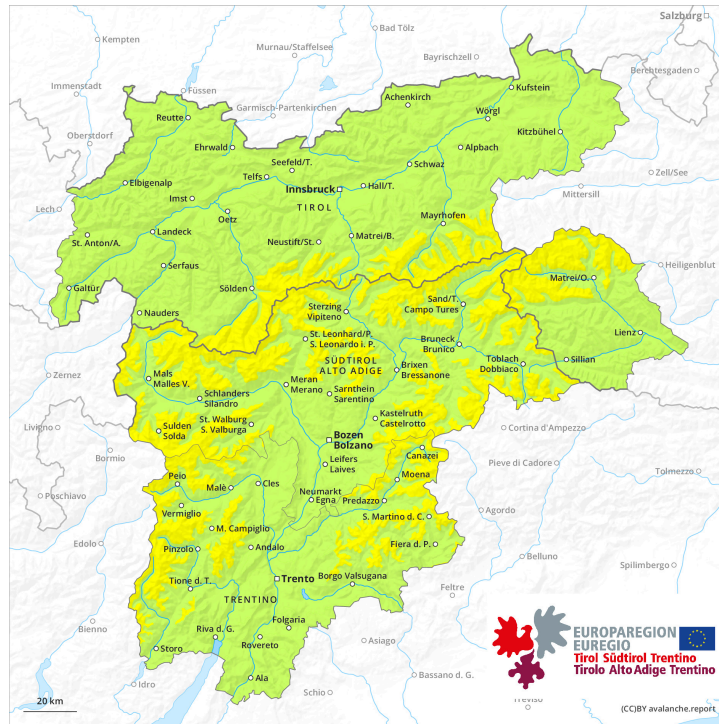 Salzburg
Kempten
Bad Tölz
Murnau/Staffelsee
Bayrischzell
Berchtesgaden
Immenstadt
Füssen
Garmisch-Partenkirchen
Achenkirch
Kufstein
Reutte
Wörgl
Oberstdorf
Kitzbühel
Ehrwald
Alpbach
Seefeld/T.
Schwaz
Zell/See
Telfs
Elbigenalp
Innsbruck
Hall/T.
Mittersill
Imst
TIROL
Lech
Oetz
Mayrhofen
St. Anton/A.
Landeck
Neustift/St.
Matrei/B.
Serfaus
Heiligenblut
Galtür
Sölden
Matrei/O.
Nauders
Sterzing
Vipiteno
Sand/T.
Campo Tures
Lienz
St. Leonhard/P.
S. Leonardo i. P.
Bruneck
Brunico
Toblach
Dobbiaco
Sillian
SÜDTIROL
ALTO ADIGE
Brixen
Bressanone
Zernez
Mals
Malles V.
Meran
Merano
Schlanders
Silandro
Sarnthein
Sarentino
Kastelruth
Castelrotto
Livigno
Sulden
Solda
St. Walburg
S. Valburga
Bozen
Bolzano
Cortina d'Ampezzo
Bormio
Canazei
Leifers
Laives
Pieve di Cadore
Tolmezzo
Poschiavo
Peio
Malè
Cles
Moena
Neumarkt
Egna
Predazzo
Vermiglio
Agordo
S. Martino d. C.
M. Campiglio
Edolo
Pinzolo
Andalo
Fiera d. P.
Belluno
Spilimbergo
Tione d. T.
Trento
Borgo Valsugana
Feltre
TRENTINO
Folgaria
Bienno
Riva d. G.
Rovereto
Storo
Asiago
Idro
Ala
Schio
Bassano d. G.
Treviso
EUROPAREGION
EUREGIO
Tirol Südtirol Trentino
Tirolo Alto Adige Trentino
20 km
(CC)BY avalanche.report